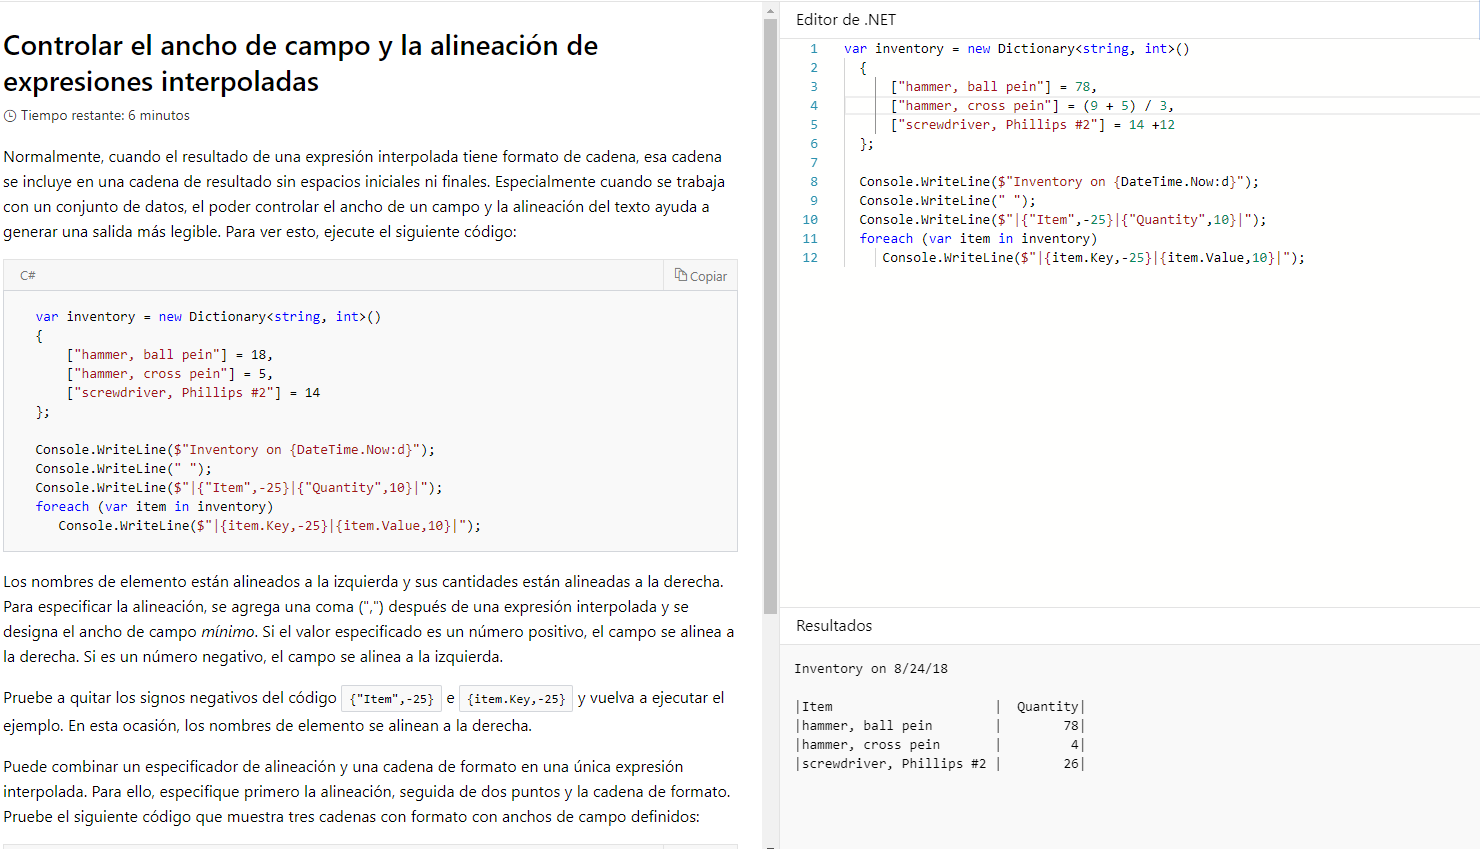 Controlar el ancho de campo y la alineación de
expresiones interpoladas
Tiempo restante: 6 minutos
Normalmente, cuando el resultado de una expresión interpolada tiene formato de cadena, esa cadena
se incluye en una cadena de resultado sin espacios iniciales ni finales. Especialmente cuando se trabaja
con un conjunto de datos, el poder controlar el ancho de un campo y la alineación del texto ayuda a
generar una salida más legible. Para ver esto, ejecute el siguiente código:
C#
Copiar
var inventory = new Dictionary<string, int>()
{
    ["hammer, ball pein"] = 18,
    ["hammer, cross pein"] = 5,
    ["screwdriver, Phillips #2"] = 14
};
Console.WriteLine($"Inventory on {DateTime.Now:d}");
Console.WriteLine(" ");
Console.WriteLine($"|{"Item",-25}|{"Quantity",10}|");
foreach (var item in inventory)
   Console.WriteLine($"|{item.Key,-25}|{item.Value,10}|");
Los nombres de elemento están alineados a la izquierda y sus cantidades están alineadas a la derecha.
Para especificar la alineación, se agrega una coma (",") después de una expresión interpolada y se
designa el ancho de campo mínimo. Si el valor especificado es un número positivo, el campo se alinea a
la derecha. Si es un número negativo, el campo se alinea a la izquierda.
Pruebe a quitar los signos negativos del código {"Item",-25} e {item.Key,-25} y vuelva a ejecutar el
ejemplo. En esta ocasión, los nombres de elemento se alinean a la derecha.
Puede combinar un especificador de alineación y una cadena de formato en una única expresión
interpolada. Para ello, especifique primero la alineación, seguida de dos puntos y la cadena de formato.
Pruebe el siguiente código que muestra tres cadenas con formato con anchos de campo definidos:
Editor de .NET
1 var inventory = new Dictionary<string, int>()
2   {
3       ["hammer, ball pein"] = 78,
4       ["hammer, cross pein"] = (9 + 5) / 3,
5       ["screwdriver, Phillips #2"] = 14 +12
6   };
7
8   Console.WriteLine($"Inventory on {DateTime.Now:d}");
9   Console.WriteLine(" ");
10   Console.WriteLine($"|{"Item",-25}|{"Quantity",10}|");
11   foreach (var item in inventory)
12      Console.WriteLine($"|{item.Key,-25}|{item.Value,10}|");
Resultados
Inventory on 8/24/18
|Item                     |  Quantity|
|hammer, ball pein        |        78|
|hammer, cross pein       |         4|
|screwdriver, Phillips #2 |        26|